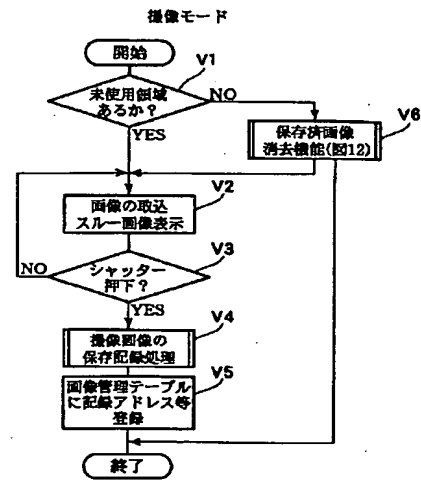 撮像モード
開始
V1
未使用領域
あるか?
NO
YES
V6
保存済画像
消去機能(図12)
V2
画像の取込
スルー画像表示
V3
シャッター
押下?
NO
YES
V4
撮像画像の
保存記録処理
V5
画像管理テーブル
に記録アドレス等
登録
終了